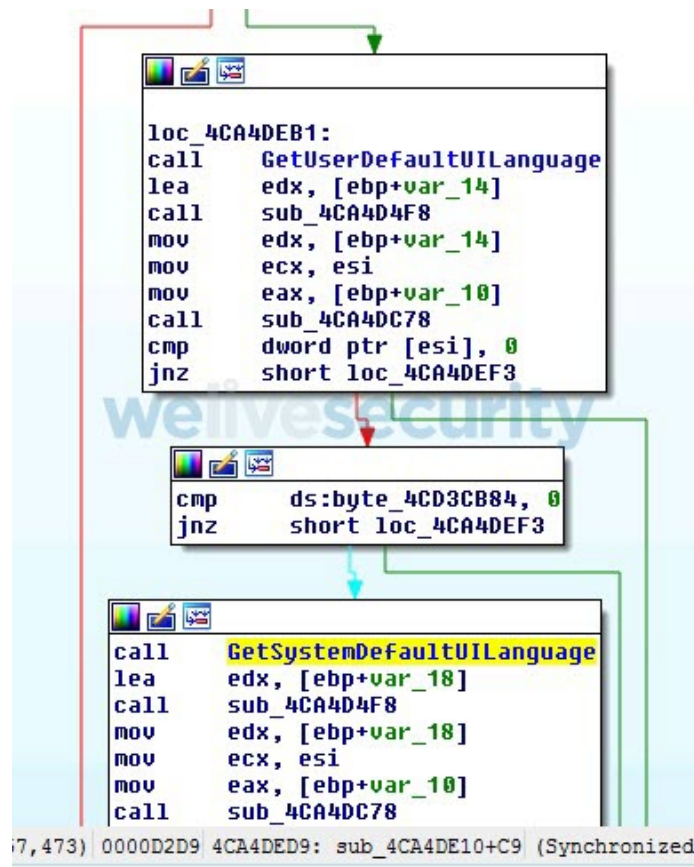 loc_4CA4DEB1:
call GetUserDefaultUILanguage
lea edx, [ebp+var_14]
call sub_4CA4D4F8
mov edx, [ebp+var_14]
mov ecx, esi
mov eax, [ebp+var_10]
call sub_4CA4DC78
cmp dword ptr [esi], 0
jnz short loc_4CA4DEF3
welivesecurity
cmp ds:byte_4CD3CB84, 0
jnz short loc_4CA4DEF3
call GetSystemDefaultUILanguage
lea edx, [ebp+var_18]
call sub_4CA4D4F8
mov edx, [ebp+var_18]
mov ecx, esi
mov eax, [ebp+var_10]
call sub_4CA4DC78
7,473) 0000D2D9 4CA4DED9: sub_4CA4DE10+C9 (Synchronized